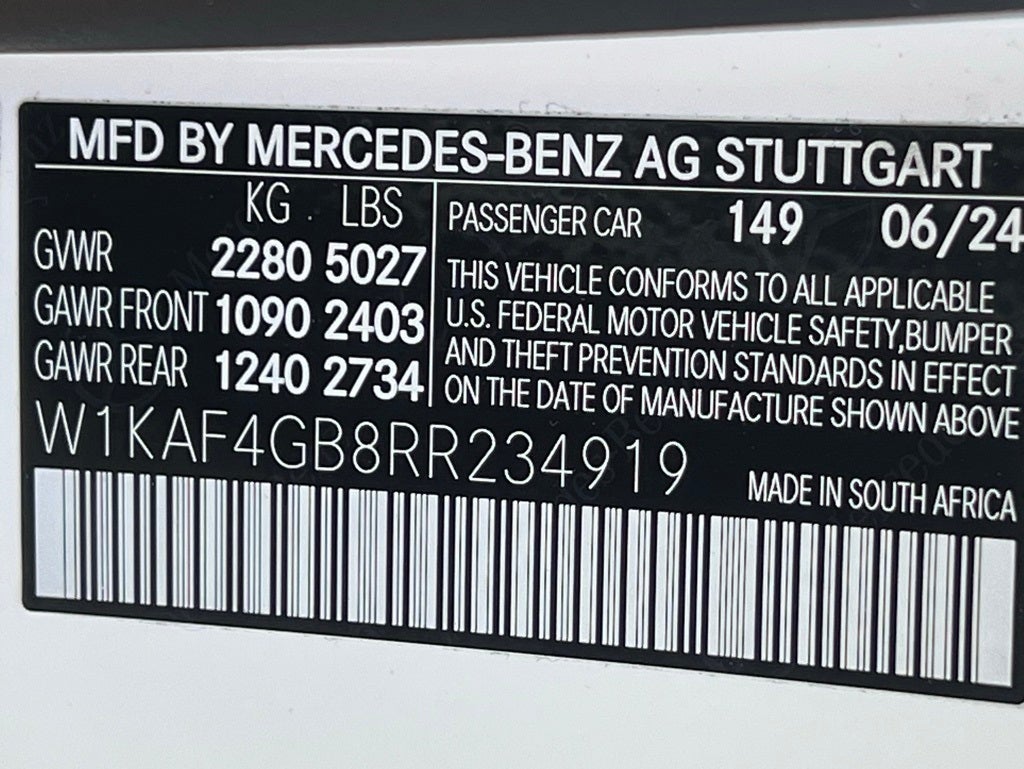 MFD BY MERCEDES-BENZ AG STUTTGART
KG LBS
GVWR 2280 5027
GAWR FRONT 1090 2403
GAWR REAR 1240 2734
PASSENGER CAR 149 06/24
THIS VEHICLE CONFORMS TO ALL APPLICABLE
U.S. FEDERAL MOTOR VEHICLE SAFETY,BUMPER
AND THEFT PREVENTION STANDARDS IN EFFECT
ON THE DATE OF MANUFACTURE SHOWN ABOVE
W1KAF4GB8RR234919
MADE IN SOUTH AFRICA